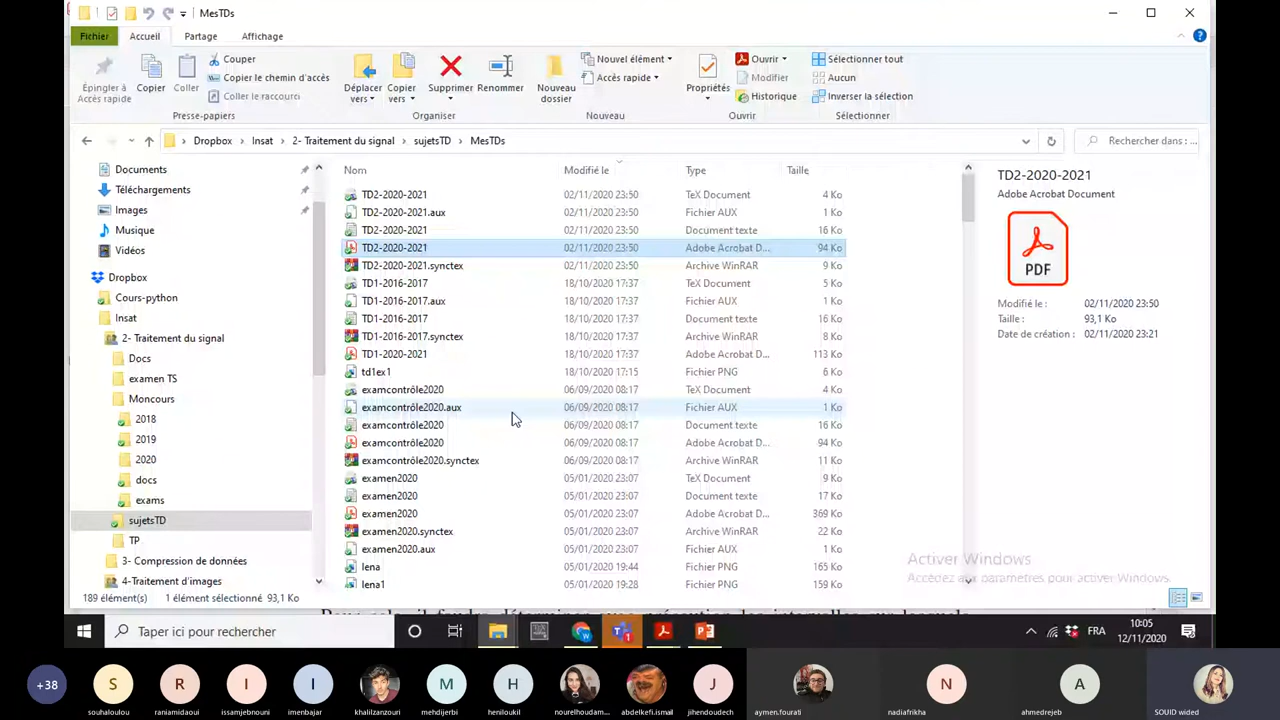 MesTDs
Fichier Accueil Partage Affichage
Épingler à Accès rapide
Copier
Coller
Couper
Copier le chemin d'accès
Coller le raccourci
Presse-papiers
Déplacer vers
Copier vers
Supprimer
Renommer
Organiser
Nouveau dossier
Nouvel élément
Accès rapide
Nouveau
Propriétés
Ouvrir
Modifier
Historique
Ouvrir
Sélectionner tout
Aucun
Inverser la sélection
Sélectionner
Dropbox > Insat > 2- Traitement du signal > sujetsTD > MesTDs
Rechercher dans : ...
Documents
Téléchargements
Images
Musique
Vidéos
Dropbox
Cours-python
Insat
2- Traitement du signal
Docs
examen TS
Moncours
2018
2019
2020
docs
exams
sujetsTD
TP
3- Compression de données
4-Traitement d'images
Nom Modifié le Type Taille
TD2-2020-2021 02/11/2020 23:50 TeX Document 4 Ko
TD2-2020-2021.aux 02/11/2020 23:50 Fichier AUX 1 Ko
TD2-2020-2021 02/11/2020 23:50 Document texte 16 Ko
TD2-2020-2021 02/11/2020 23:50 Adobe Acrobat D... 94 Ko
TD2-2020-2021.synctex 02/11/2020 23:50 Archive WinRAR 9 Ko
TD1-2016-2017 18/10/2020 17:37 TeX Document 5 Ko
TD1-2016-2017.aux 18/10/2020 17:37 Fichier AUX 1 Ko
TD1-2016-2017 18/10/2020 17:37 Document texte 16 Ko
TD1-2016-2017.synctex 18/10/2020 17:37 Archive WinRAR 8 Ko
TD1-2020-2021 18/10/2020 17:37 Adobe Acrobat D... 113 Ko
td1ex1 18/10/2020 17:15 Fichier PNG 6 Ko
examcontrôle2020 06/09/2020 08:17 TeX Document 4 Ko
examcontrôle2020.aux 06/09/2020 08:17 Fichier AUX 1 Ko
examcontrôle2020 06/09/2020 08:17 Document texte 16 Ko
examcontrôle2020 06/09/2020 08:17 Adobe Acrobat D... 94 Ko
examcontrôle2020.synctex 06/09/2020 08:17 Archive WinRAR 11 Ko
examen2020 05/01/2020 23:07 TeX Document 9 Ko
examen2020 05/01/2020 23:07 Document texte 17 Ko
examen2020 05/01/2020 23:07 Adobe Acrobat D... 369 Ko
examen2020.synctex 05/01/2020 23:07 Archive WinRAR 22 Ko
examen2020.aux 05/01/2020 23:07 Fichier AUX 1 Ko
lena 05/01/2020 19:44 Fichier PNG 165 Ko
lena1 05/01/2020 19:28 Fichier PNG 159 Ko
TD2-2020-2021
Adobe Acrobat Document
PDF
Modifié le : 02/11/2020 23:50
Taille : 93,1 Ko
Date de création : 02/11/2020 23:21
Activer Windows
Accédez aux paramètres pour activer Windows.
189 élément(s) 1 élément sélectionné 93,1 Ko
Taper ici pour rechercher
FRA
10:05
12/11/2020
+38 S R I I M H J N A
souhaloulou raniamidaoui issamjebnouni imenbajar khalilzanzouri mehdijerbi heniloukil nourelhoudam... abdelkefi.ismail jihendoudech aymen.fourati nadiafrikha ahmedrejeb SOUID wided